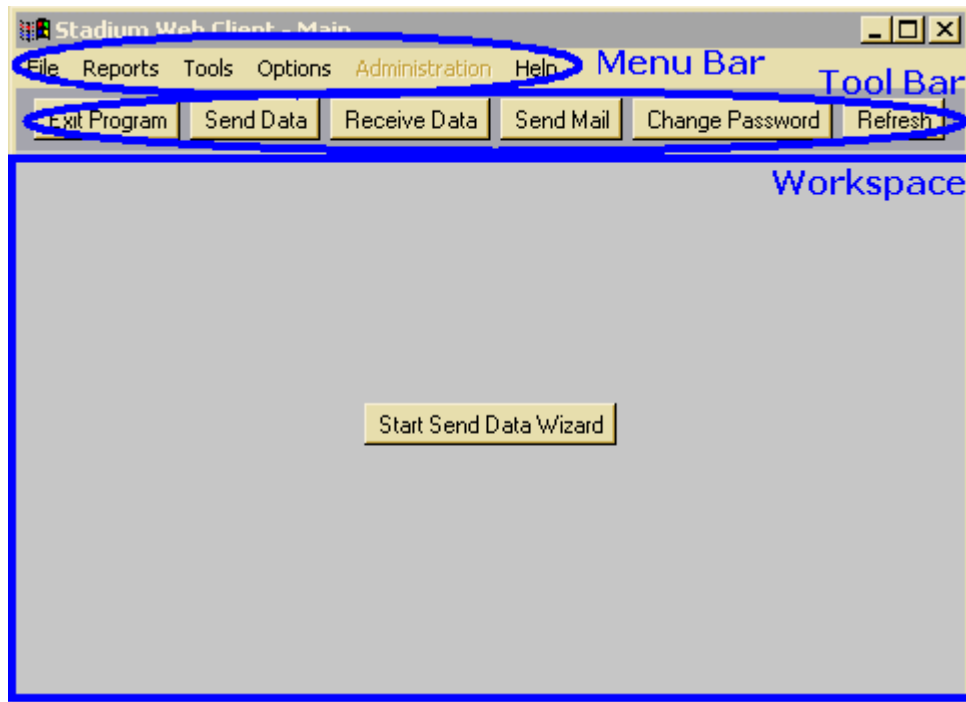 Stadium Web Client - Main
File Reports Tools Options Administration Help Menu Bar
Tool Bar
Exit Program Send Data Receive Data Send Mail Change Password Refresh
Workspace
Start Send Data Wizard